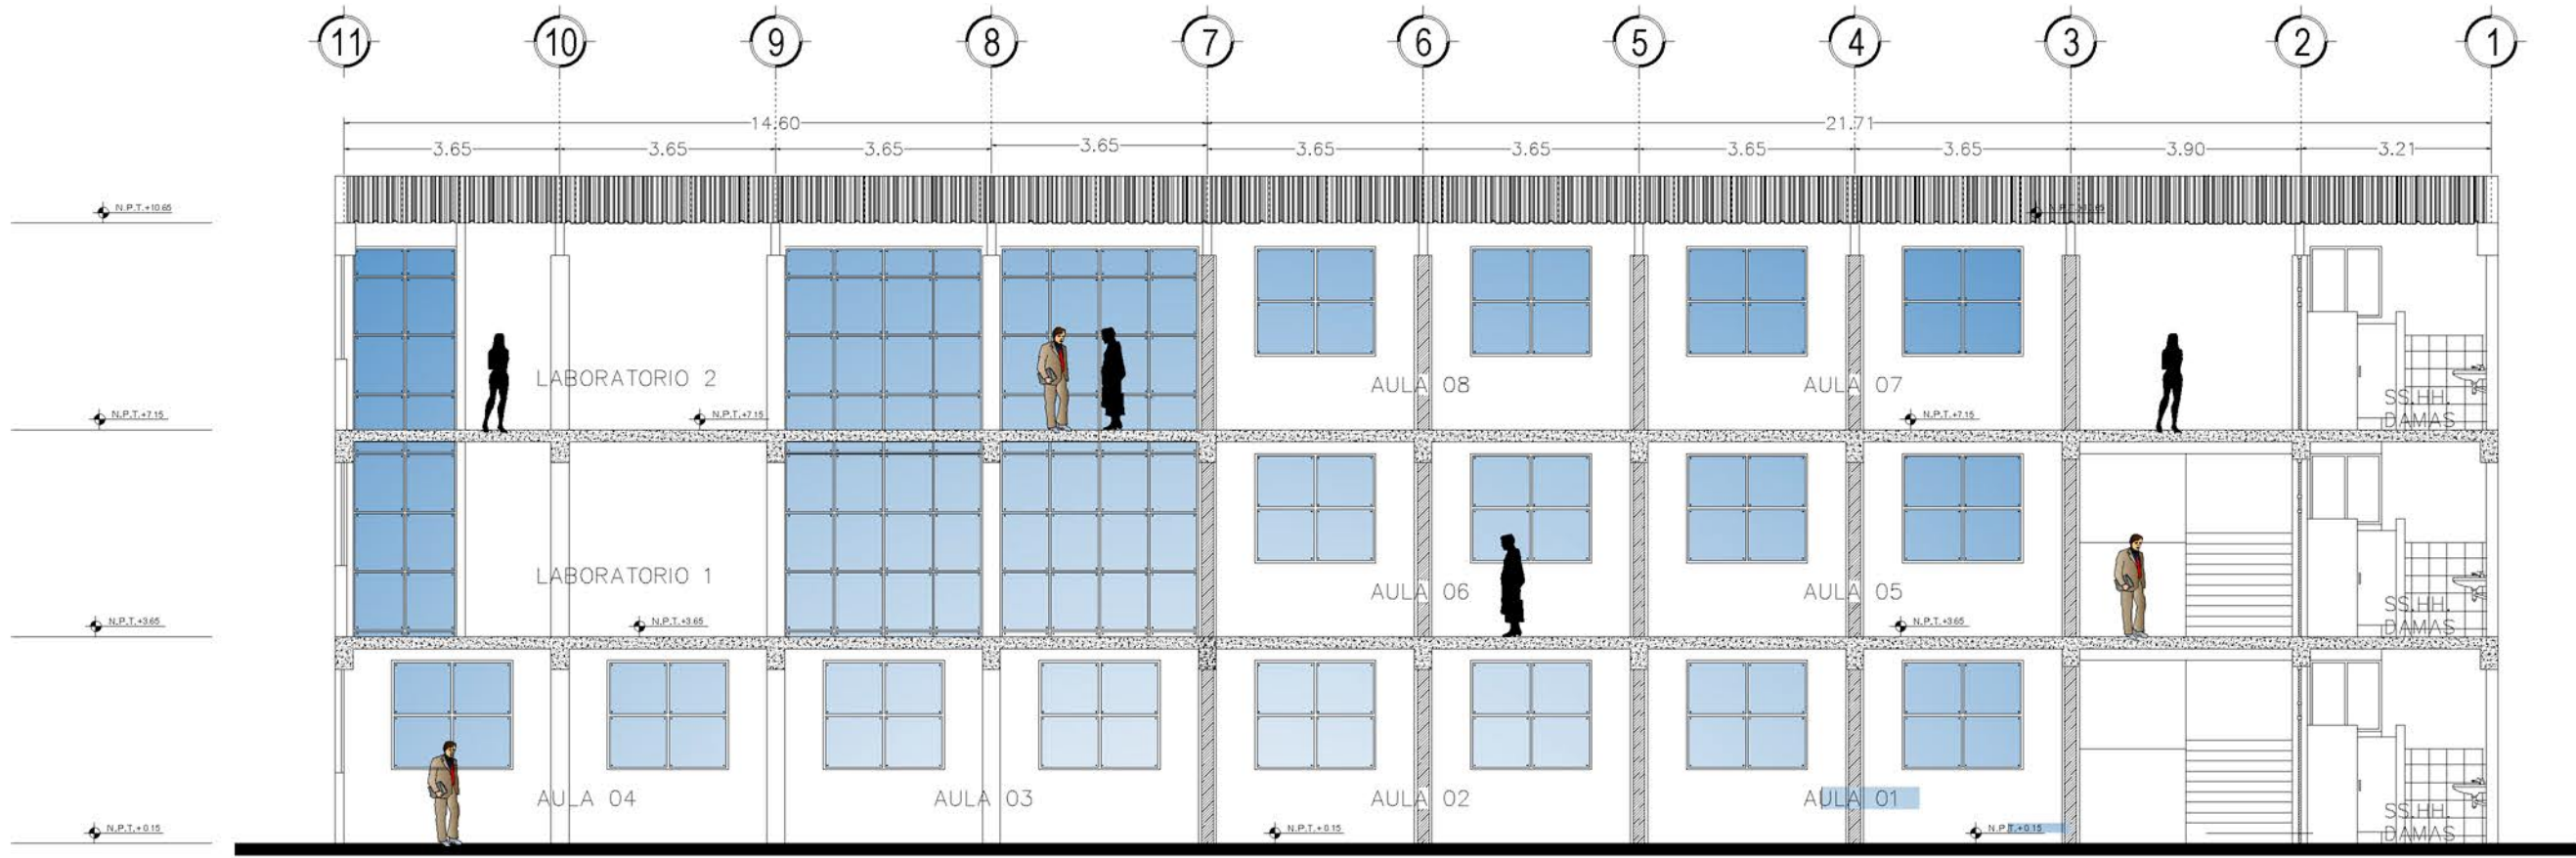 11 10 9 8 7 6 5 4 3 2 1
14.60 21.71
3.65 3.65 3.65 3.65 3.65 3.65 3.65 3.65 3.90 3.21
N.P.T.+10.65
LABORATORIO 2
AULA 08
AULA 07
SS.HH.
DAMAS
N.P.T.+7.15
N.P.T.+7.15
N.P.T.+7.15
LABORATORIO 1
AULA 06
AULA 05
SS.HH.
DAMAS
N.P.T.+3.65
N.P.T.+3.65
N.P.T.+3.65
AULA 04
AULA 03
AULA 02
AULA 01
SS.HH.
DAMAS
N.P.T.+0.15
N.P.T.+0.15
N.P.T.+0.15